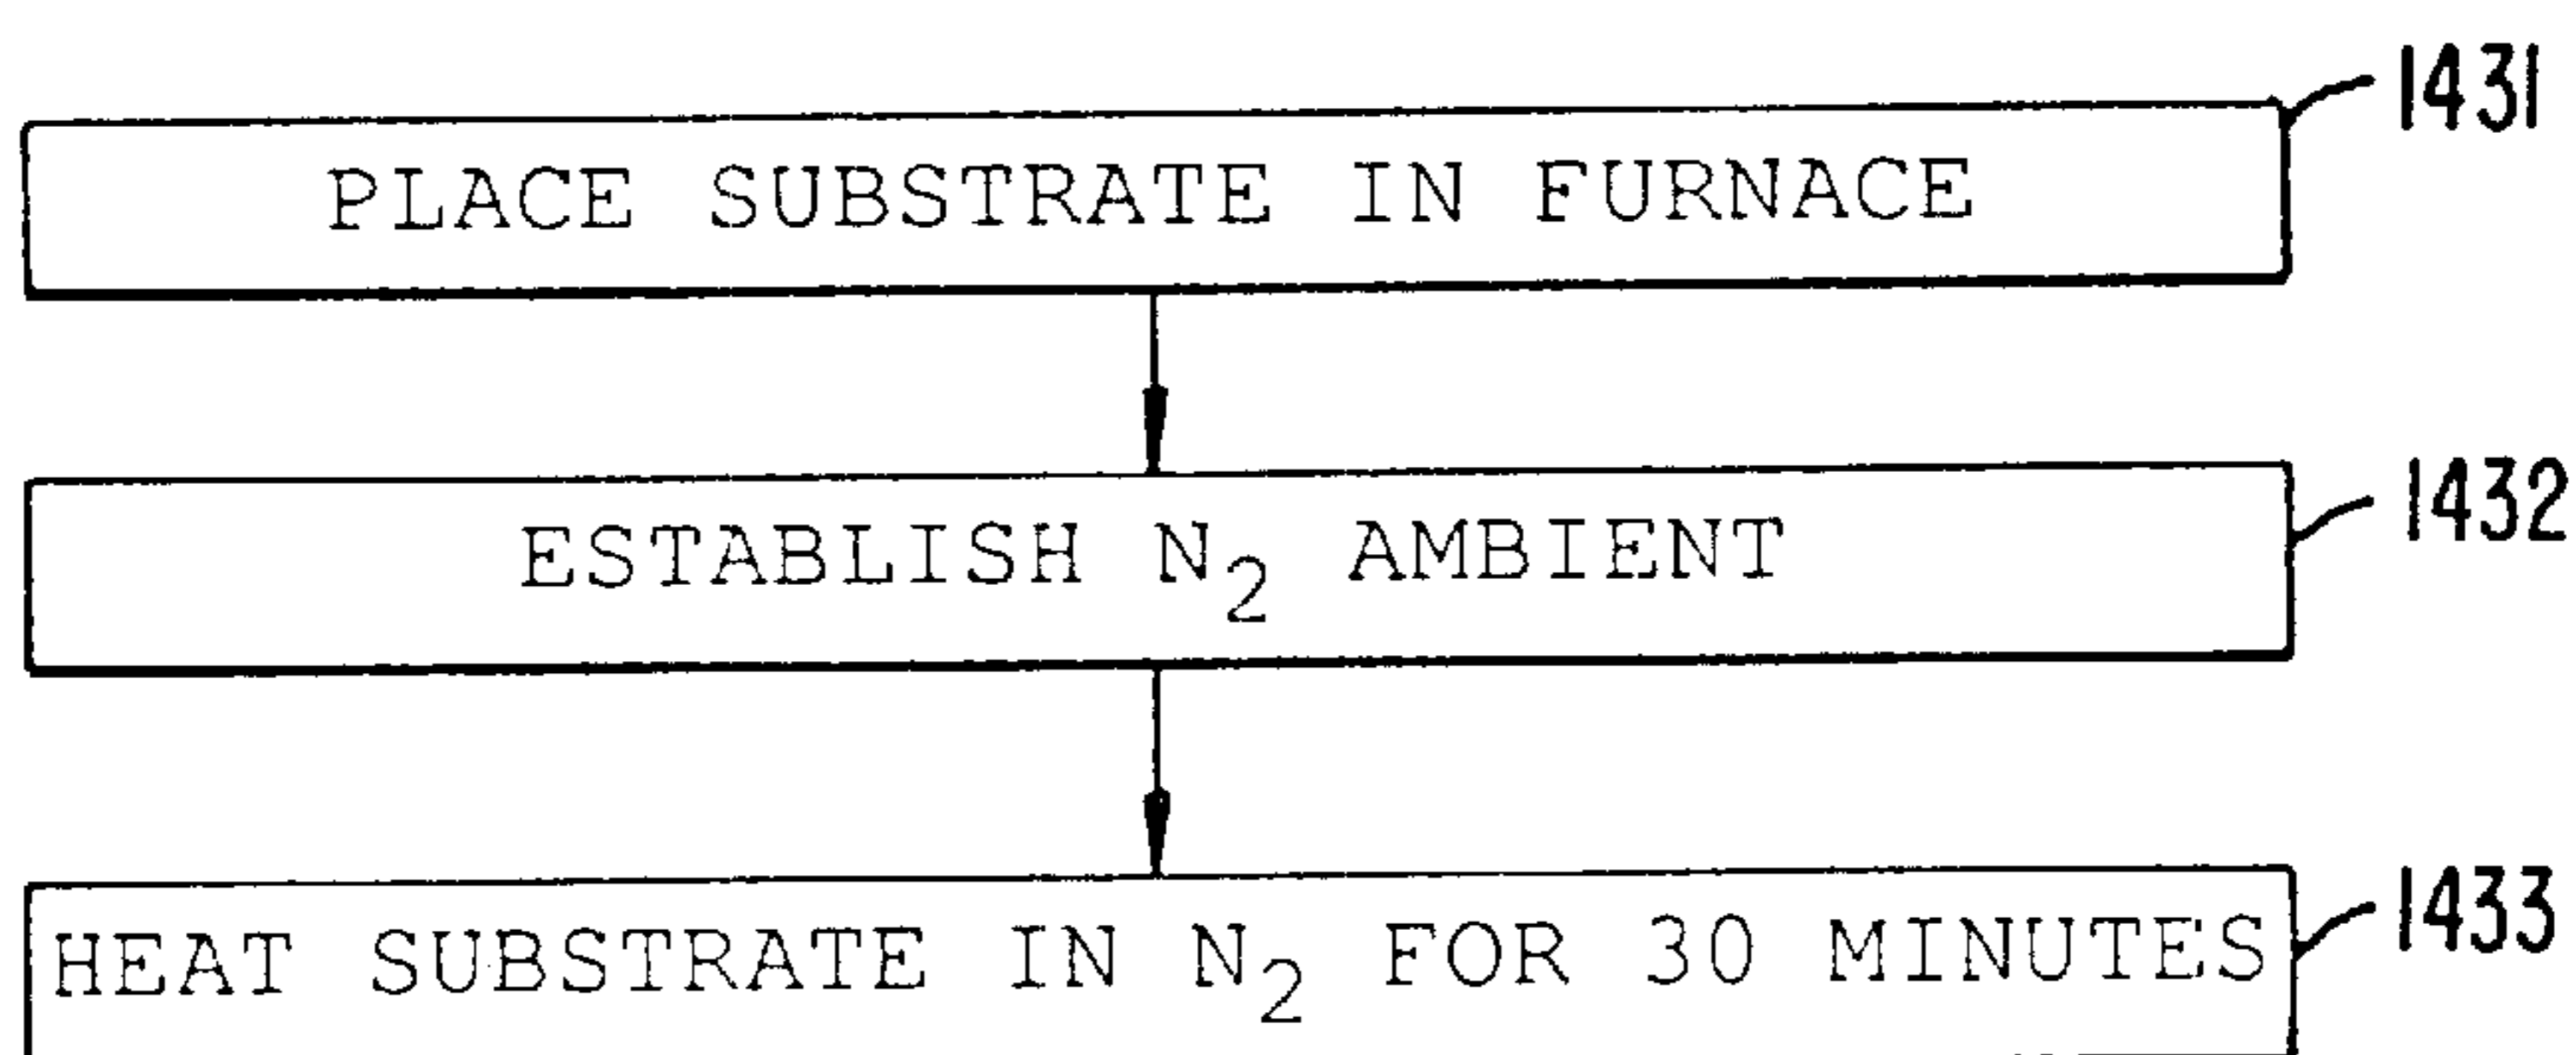 1431
PLACE SUBSTRATE IN FURNACE
1432
ESTABLISH N₂ AMBIENT
1433
HEAT SUBSTRATE IN N₂ FOR 30 MINUTES